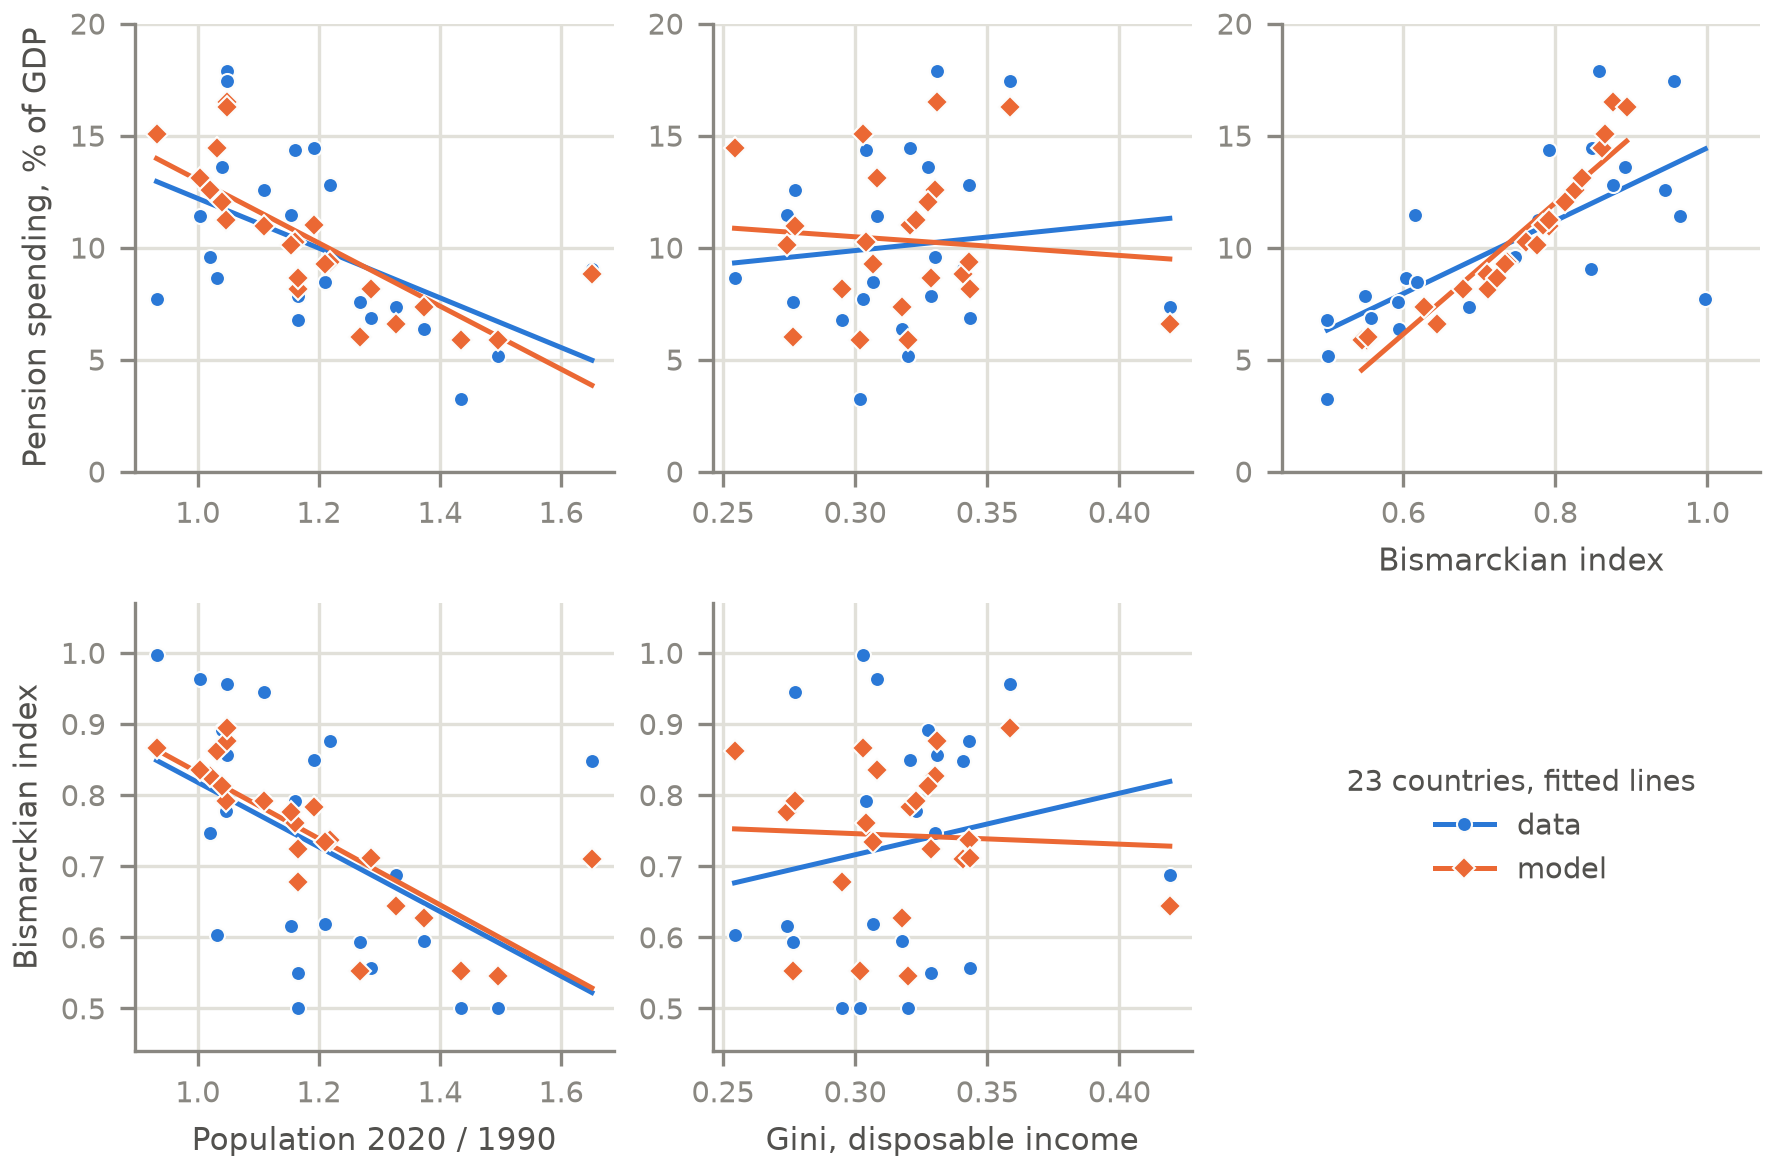 Pension spending, % of GDP
20
15
10
5
0
1.0 1.2 1.4 1.6
20
15
10
5
0
0.25 0.30 0.35 0.40
20
15
10
5
0
0.6 0.8 1.0
Bismarckian index
Bismarckian index
1.0
0.9
0.8
0.7
0.6
0.5
1.0 1.2 1.4 1.6
Population 2020 / 1990
1.0
0.9
0.8
0.7
0.6
0.5
0.25 0.30 0.35 0.40
Gini, disposable income
23 countries, fitted lines
data
model